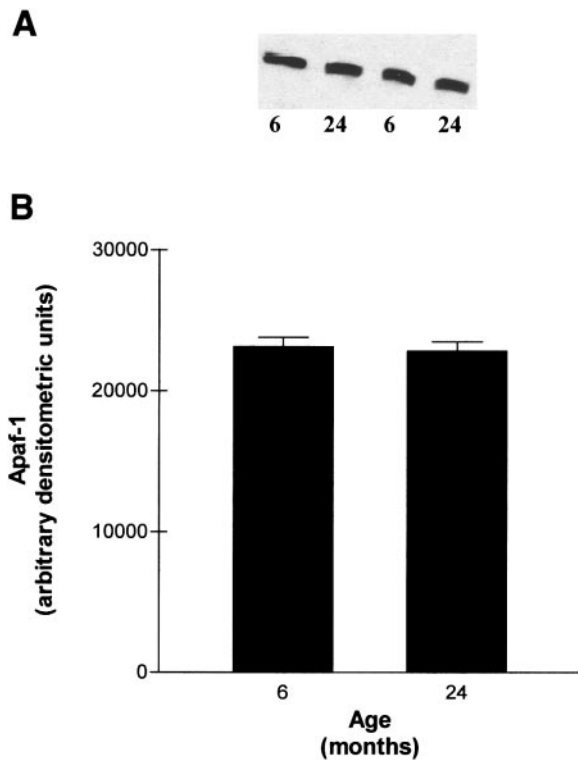 A
6 24 6 24
B
30000
20000
10000
0
Apaf-1
(arbitrary densitometric units)
6 24
Age
(months)